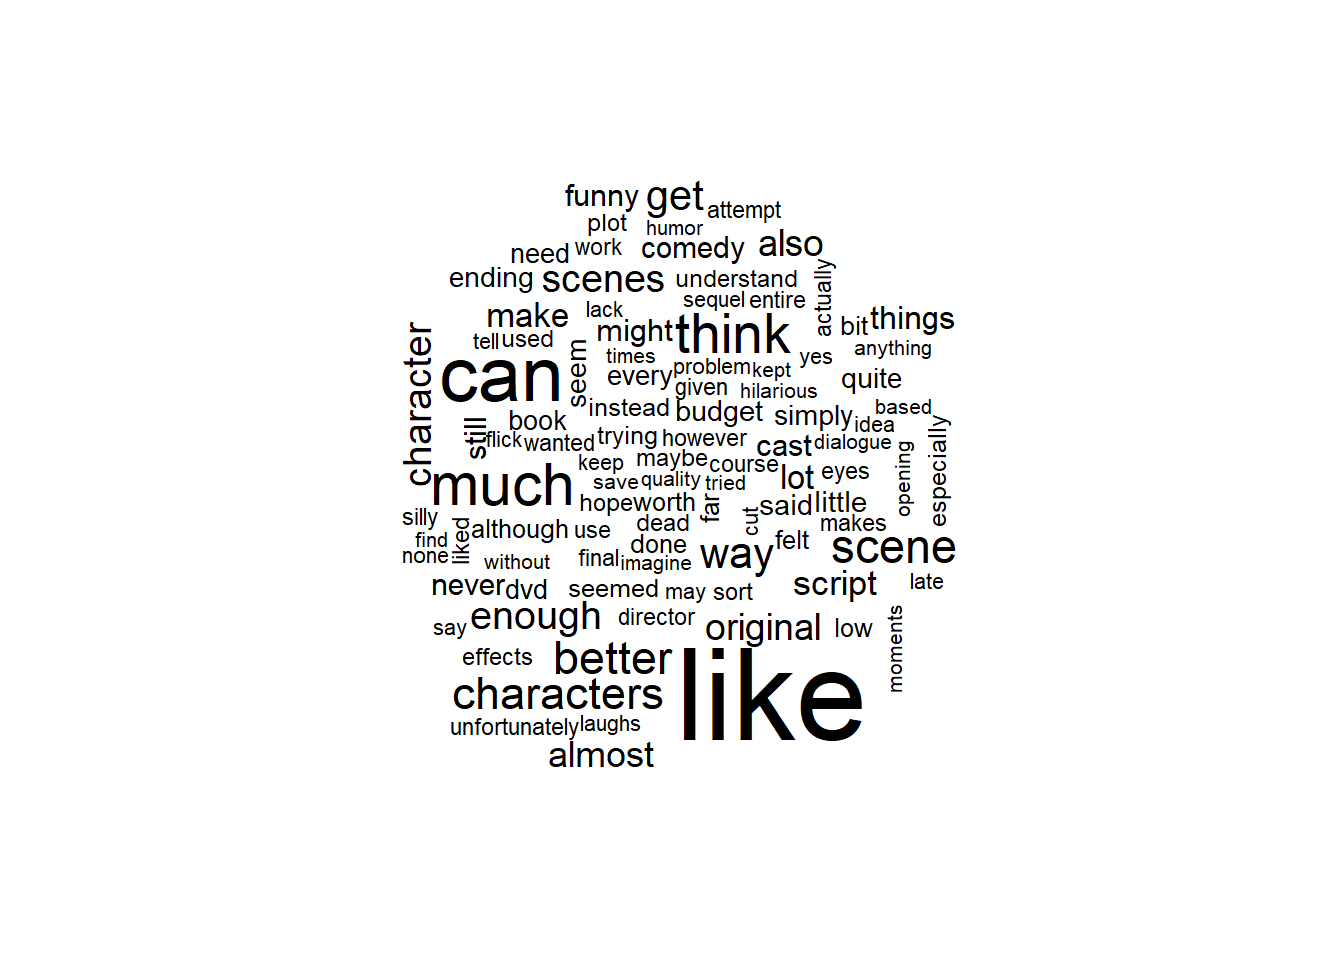 funny get attempt
plot humor
need work comedy also
ending scenes understand actually
sequel entire
make lack might think bit things
tell used seem times yes anything
character can every problem kept quite
given hilarious
instead budget simply based
book idea
still flick wanted trying however cast dialogue especially
keep maybe course lot eyes opening
much save quality tried
hope worth far said little
silly liked although use dead cut makes
find done way felt scene
none without final imagine
never dvd seemed may sort script late
enough director original low moments
say
effects better like
characters
unfortunately laughs
almost